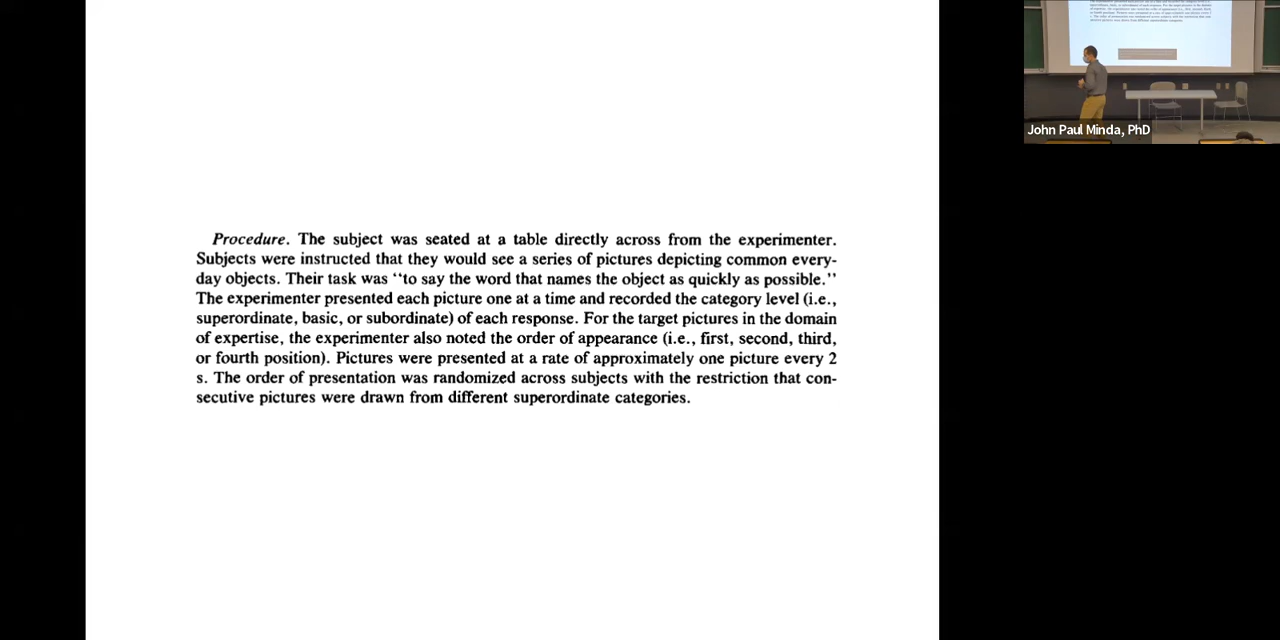 Procedure. The subject was seated at a table directly across from the experimenter.
Subjects were instructed that they would see a series of pictures depicting common every-
day objects. Their task was “to say the word that names the object as quickly as possible.”
The experimenter presented each picture one at a time and recorded the category level (i.e.,
superordinate, basic, or subordinate) of each response. For the target pictures in the domain
of expertise, the experimenter also noted the order of appearance (i.e., first, second, third,
or fourth position). Pictures were presented at a rate of approximately one picture every 2
s. The order of presentation was randomized across subjects with the restriction that con-
secutive pictures were drawn from different superordinate categories.
John Paul Minda, PhD